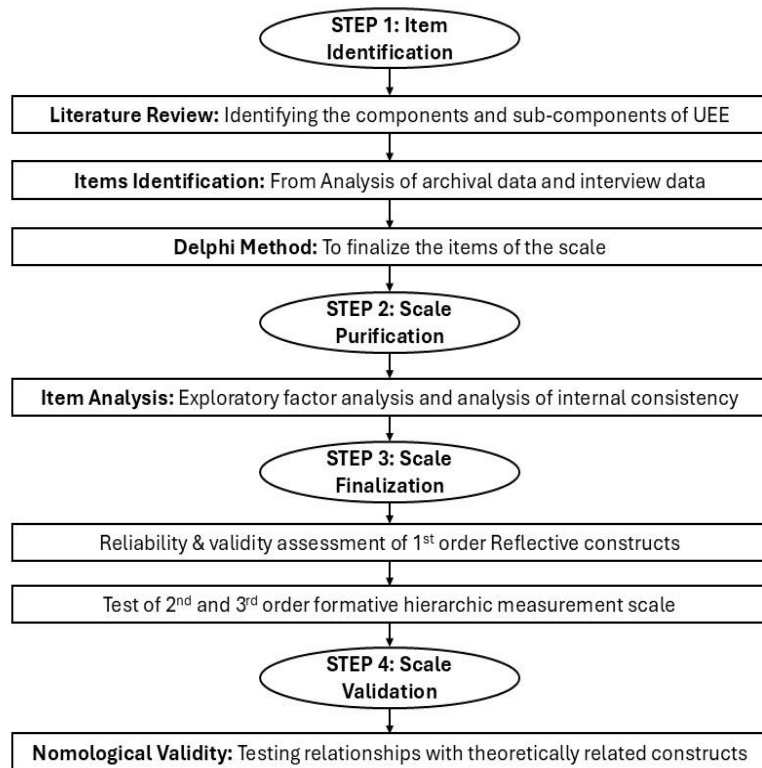 STEP 1: Item
Identification
Literature Review: Identifying the components and sub-components of UEE
Items Identification: From Analysis of archival data and interview data
Delphi Method: To finalize the items of the scale
STEP 2: Scale
Purification
Item Analysis: Exploratory factor analysis and analysis of internal consistency
STEP 3: Scale
Finalization
Reliability & validity assessment of 1st order Reflective constructs
Test of 2nd and 3rd order formative hierarchic measurement scale
STEP 4: Scale
Validation
Nomological Validity: Testing relationships with theoretically related constructs